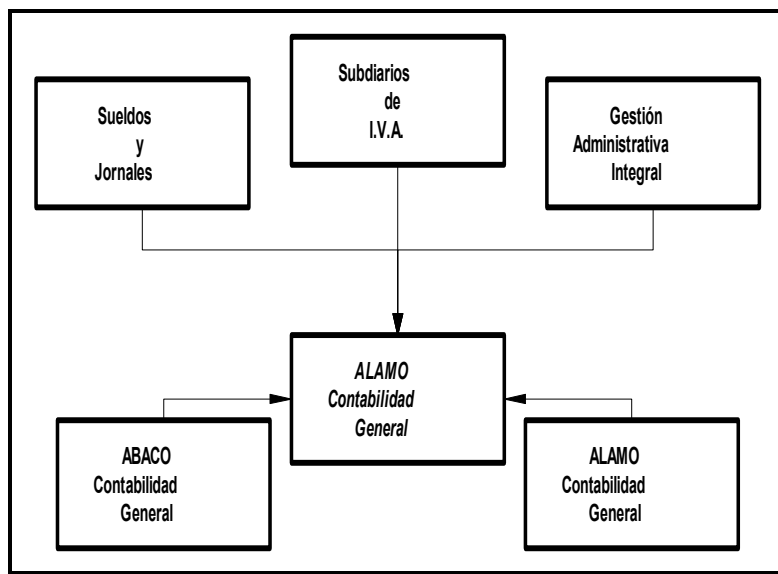 Sueldos
y
Jornales
Subdiarios
de
I.V.A.
Gestión
Administrativa
Integral
ALAMO
Contabilidad
General
ABACO
Contabilidad
General
ALAMO
Contabilidad
General